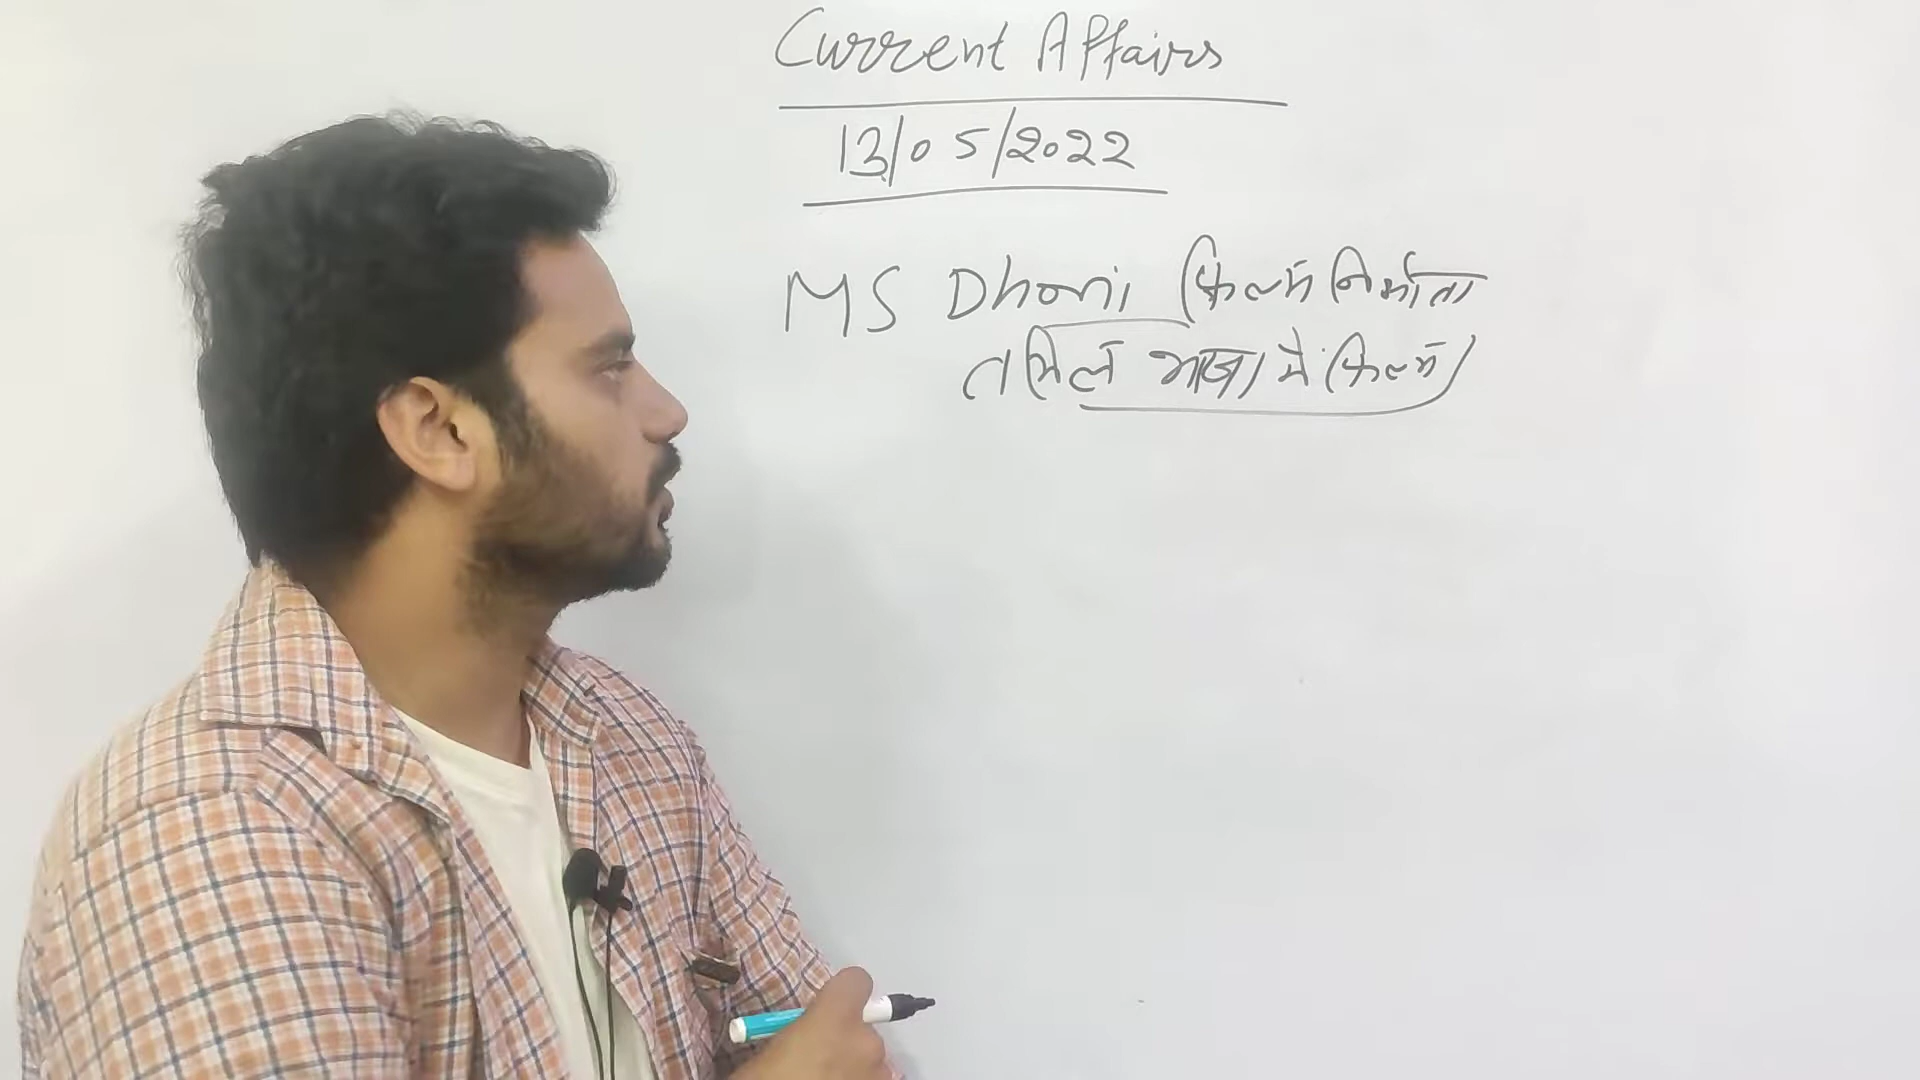 Current Affairs
13/05/2022
MS Dhoni फिल्म निर्माता
तमिल भाषा में फिल्म